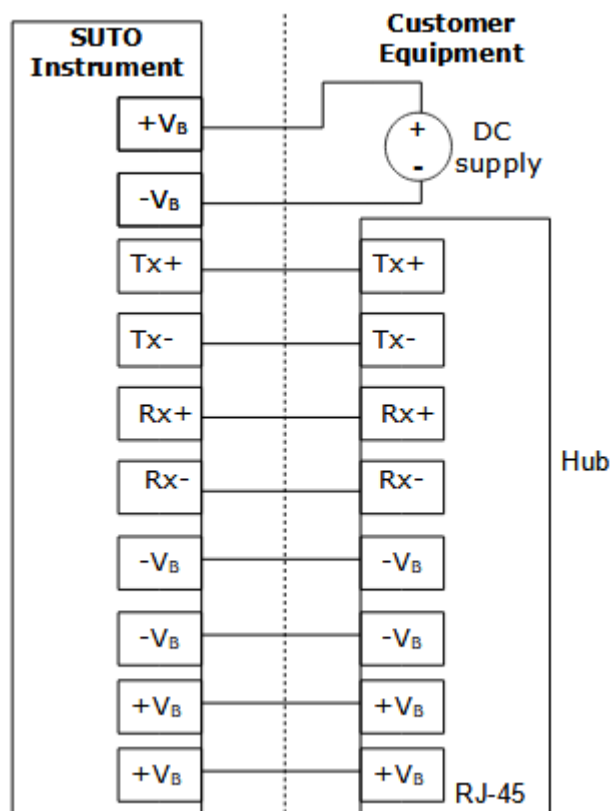 SUTO
Instrument
Customer
Equipment
+VB
-VB
+
-
DC
supply
Tx+ Tx+
Tx- Tx-
Rx+ Rx+
Rx- Rx-
Hub
-VB -VB
-VB -VB
+VB +VB
+VB +VB
RJ-45